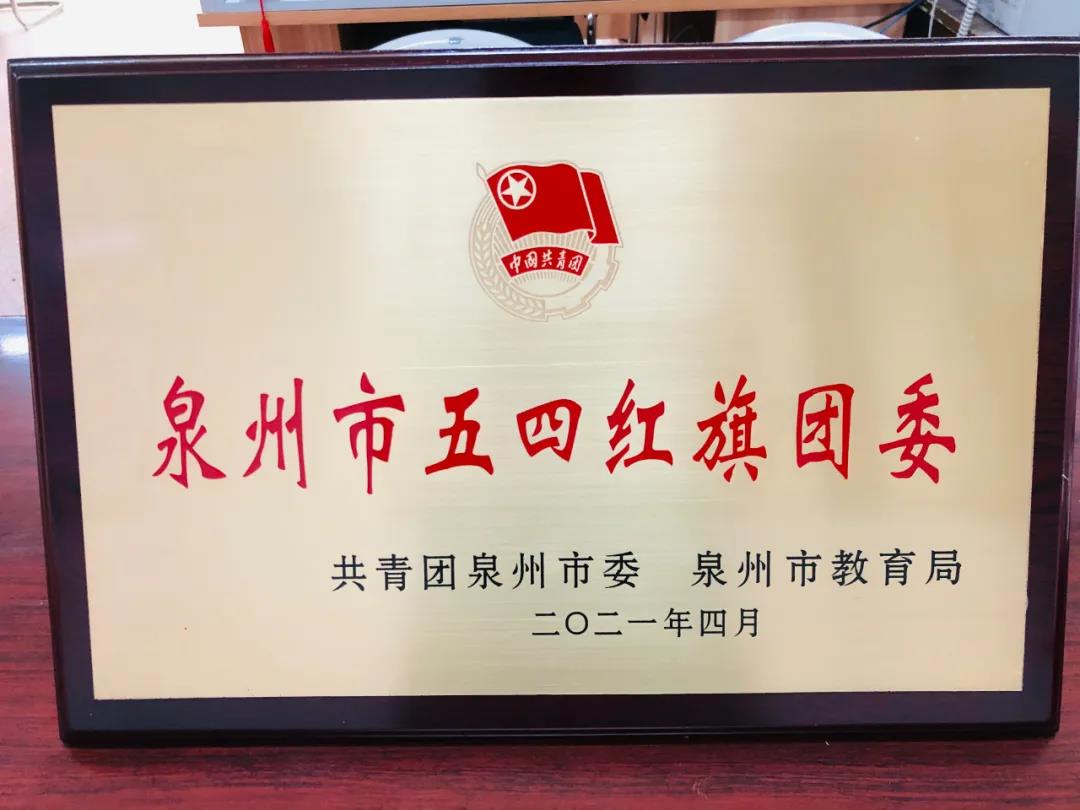 中国共青团
泉州市五四红旗团委
共青团泉州市委 泉州市教育局
二〇二一年四月